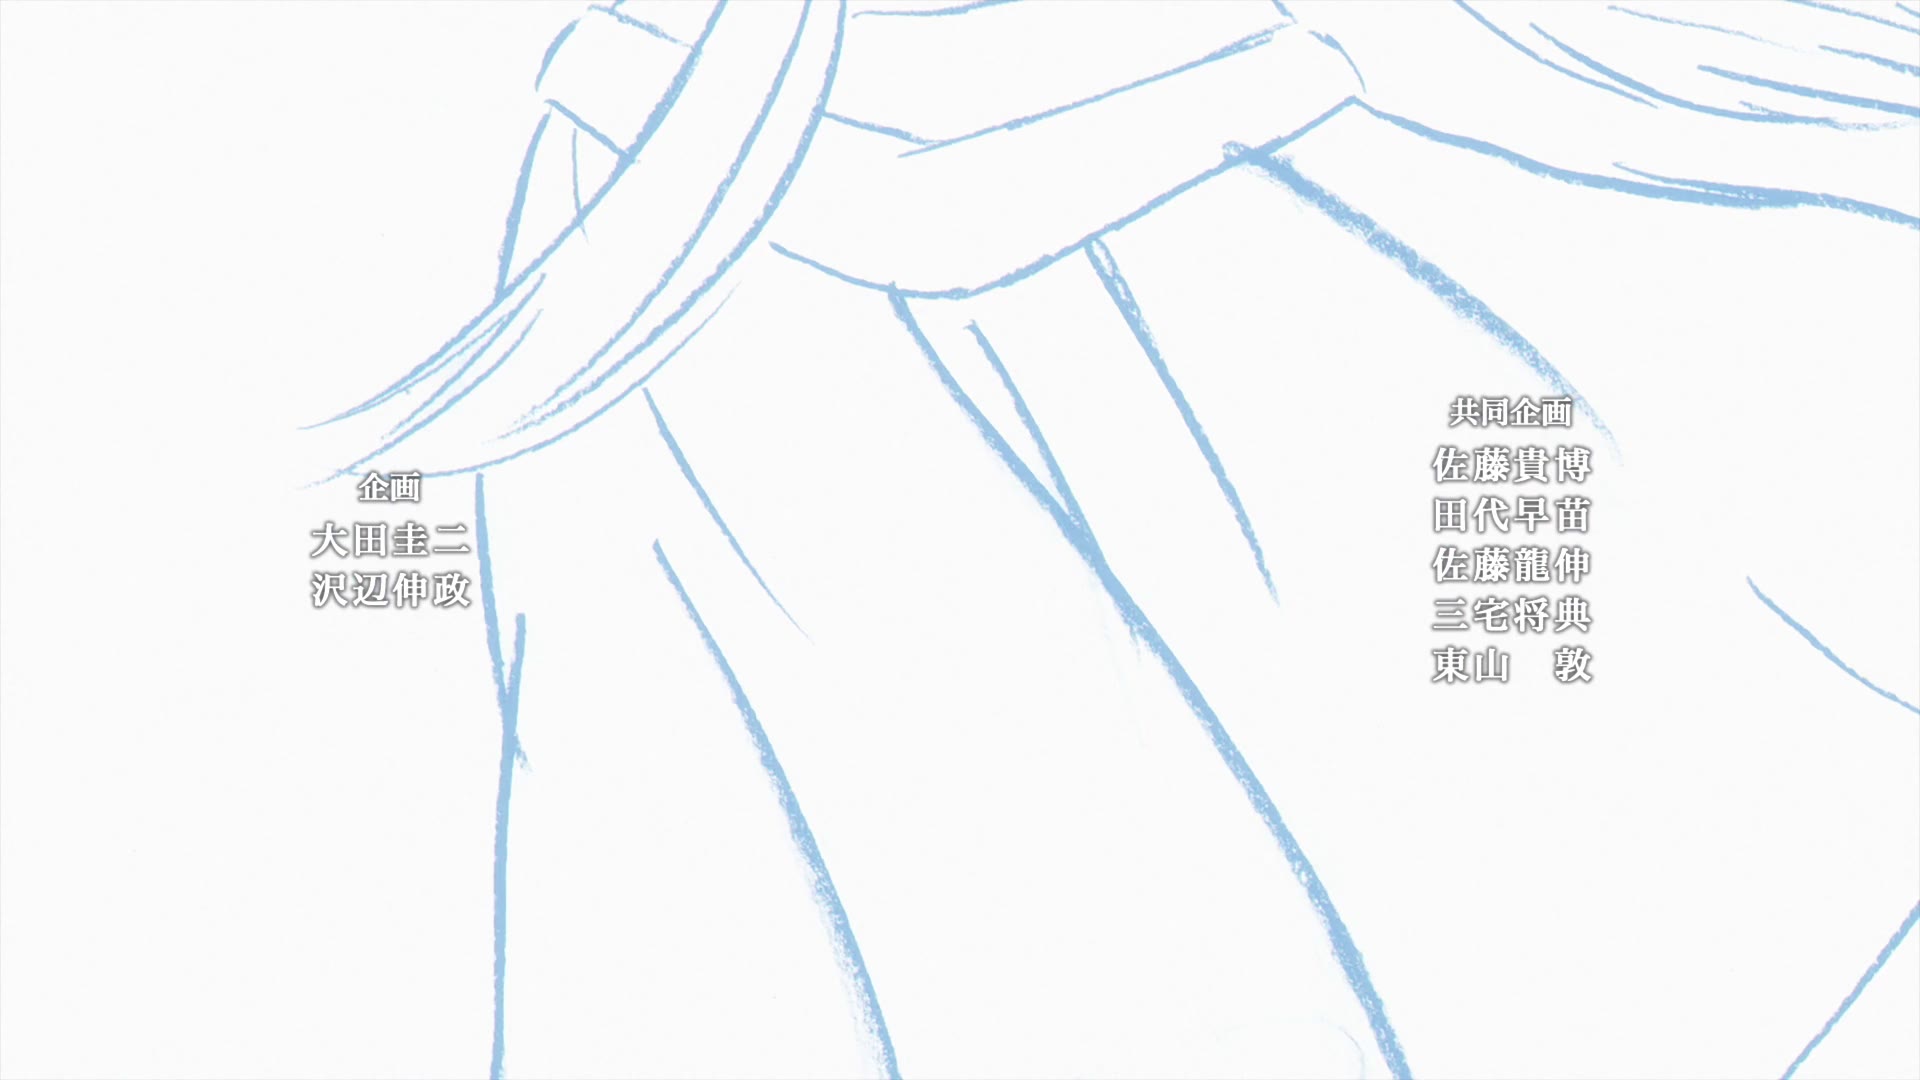 企画
大田圭二
沢辺伸政
共同企画
佐藤貴博
田代早苗
佐藤龍伸
三宅将典
東山　敦